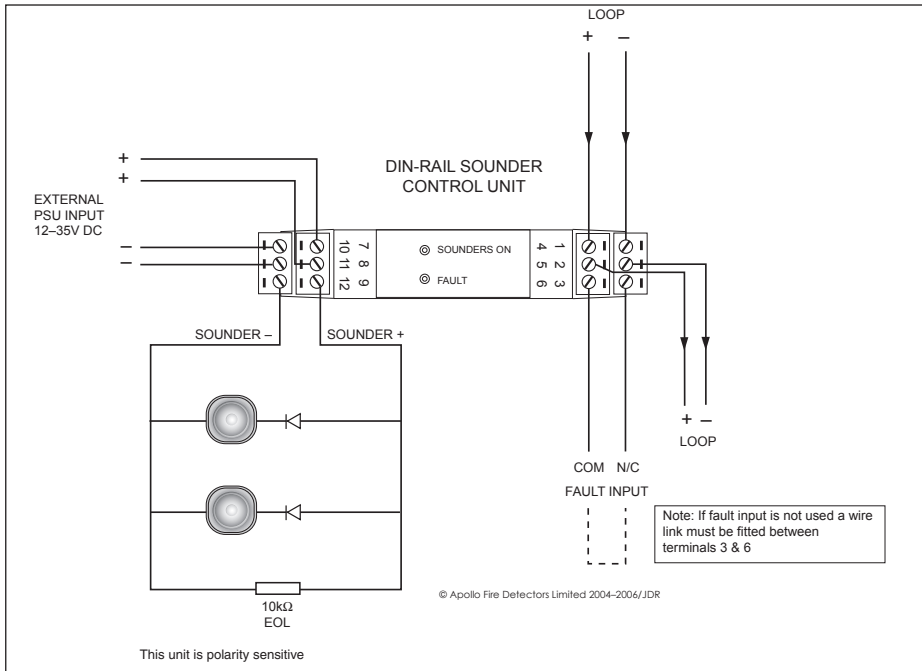 LOOP
+ –
DIN-RAIL SOUNDER
CONTROL UNIT
+
+
EXTERNAL
PSU INPUT
12–35V DC
–
–
10 7
11 8
12 9
SOUNDERS ON
FAULT
4 1
5 2
6 3
SOUNDER –
SOUNDER +
+ –
LOOP
COM N/C
FAULT INPUT
Note: If fault input is not used a wire
link must be fitted between
terminals 3 & 6
10kΩ
EOL
© Apollo Fire Detectors Limited 2004–2006/JDR
This unit is polarity sensitive